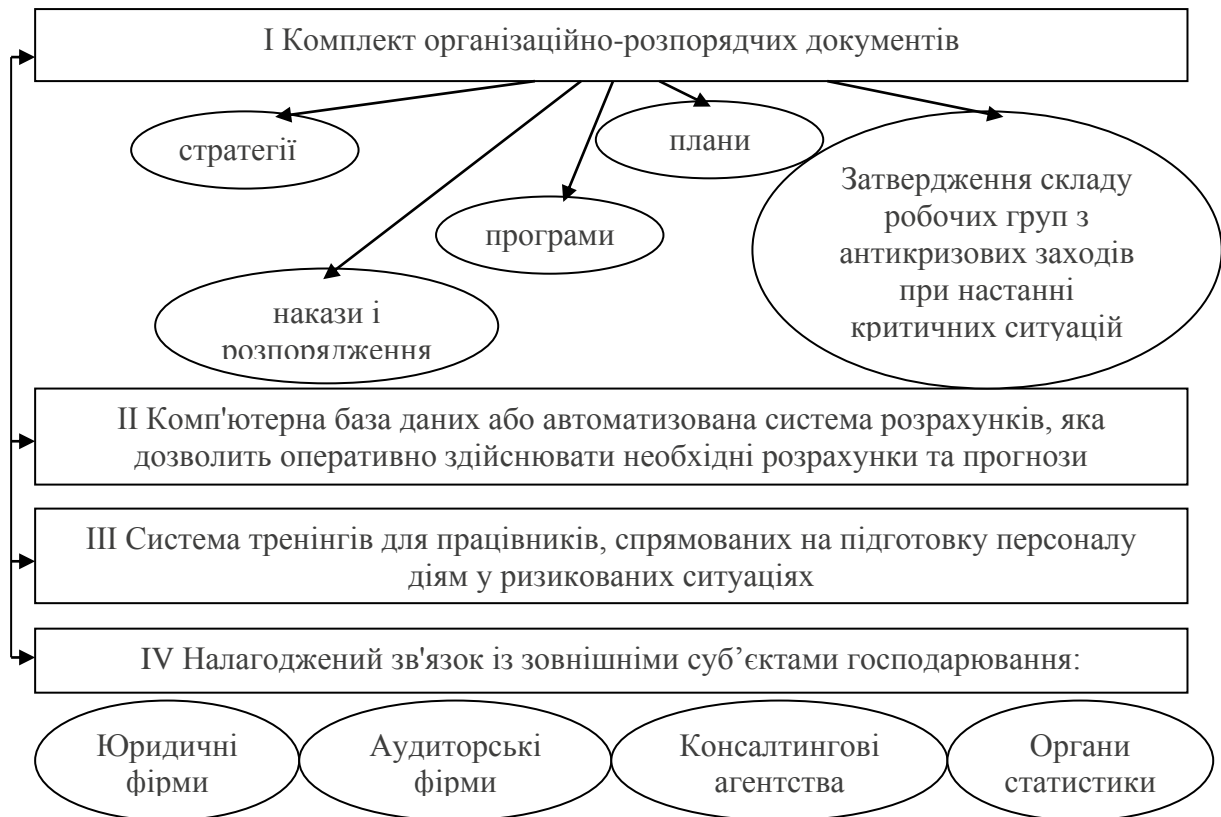 І Комплект організаційно-розпорядчих документів
стратегії
плани
програми
накази і
розпорядження
Затвердження складу
робочих груп з
антикризових заходів
при настанні
критичних ситуацій
ІІ Комп'ютерна база даних або автоматизована система розрахунків, яка
дозволить оперативно здійснювати необхідні розрахунки та прогнози
ІІІ Система тренінгів для працівників, спрямованих на підготовку персоналу
діям у ризикованих ситуаціях
IV Налагоджений зв'язок із зовнішніми суб’єктами господарювання:
Юридичні
фірми
Аудиторські
фірми
Консалтингові
агентства
Органи
статистики